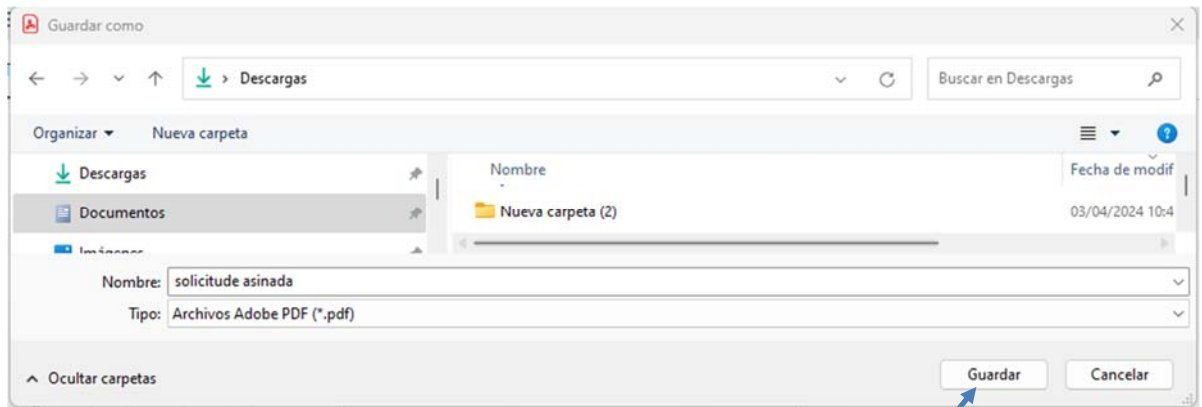 Guardar como
Descargas
Buscar en Descargas
Organizar
Nueva carpeta
Descargas
Nombre
Fecha de modif
Documentos
Nueva carpeta (2)
03/04/2024 10:4
Imágenes
Nombre: solicitude asinada
Tipo: Archivos Adobe PDF (*.pdf)
Ocultar carpetas
Guardar
Cancelar